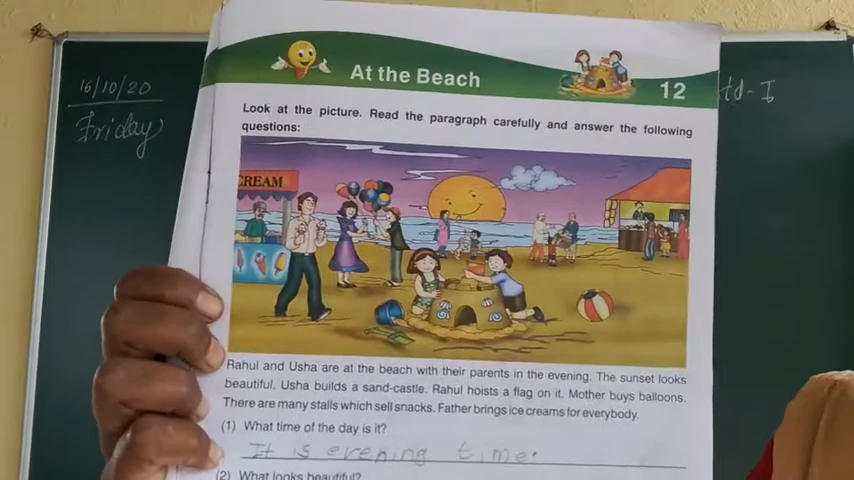 16/10/20
Friday
td - I
At the Beach
12
Look at the picture. Read the paragraph carefully and answer the following
questions.
CREAM
Rahul and Usha are at the beach with their parents in the evening. The sunset looks
beautiful. Usha builds a sand-castle. Rahul hoists a flag on it. Mother buys balloons.
There are many stalls which sell snacks. Father brings ice creams for everybody.
(1) What time of the day is it?
It is evening time.
(2) What looks beautiful?